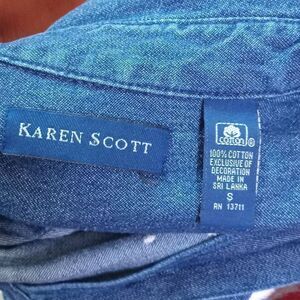 KAREN SCOTT
COTTON ®
100% COTTON
EXCLUSIVE OF
DECORATION
MADE IN
SRI LANKA
S
RN 13711